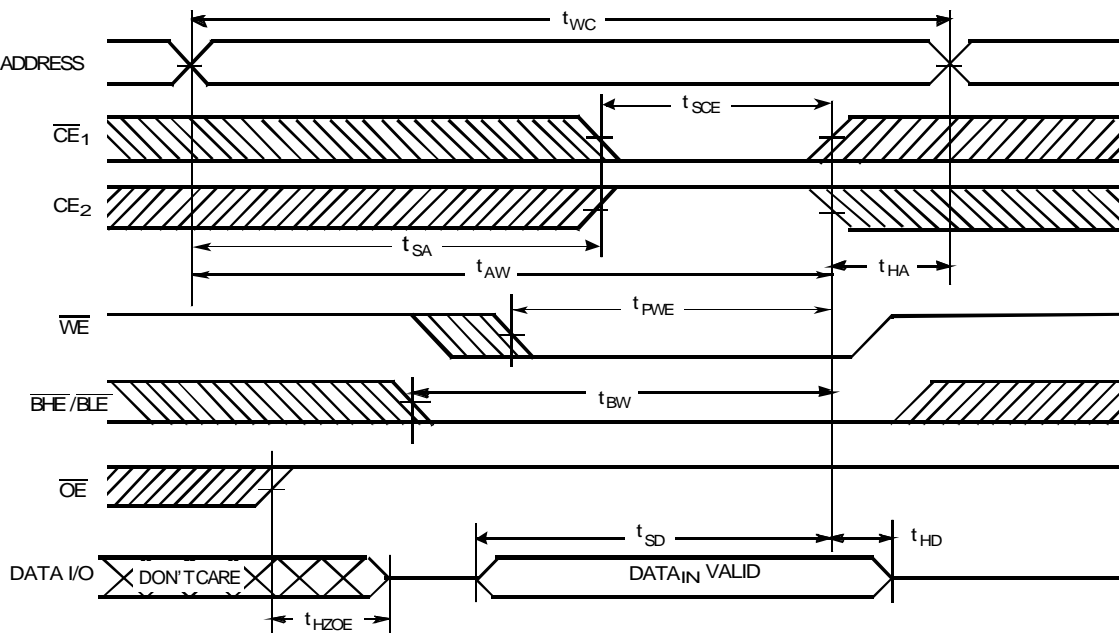 tWC
ADDRESS
tSCE
CE1
CE2
tSA
tAW
tHA
tPWE
WE
BHE/BLE
tBW
OE
tSD
tHD
DATA I/O
DON'T CARE
DATAIN VALID
tHZOE